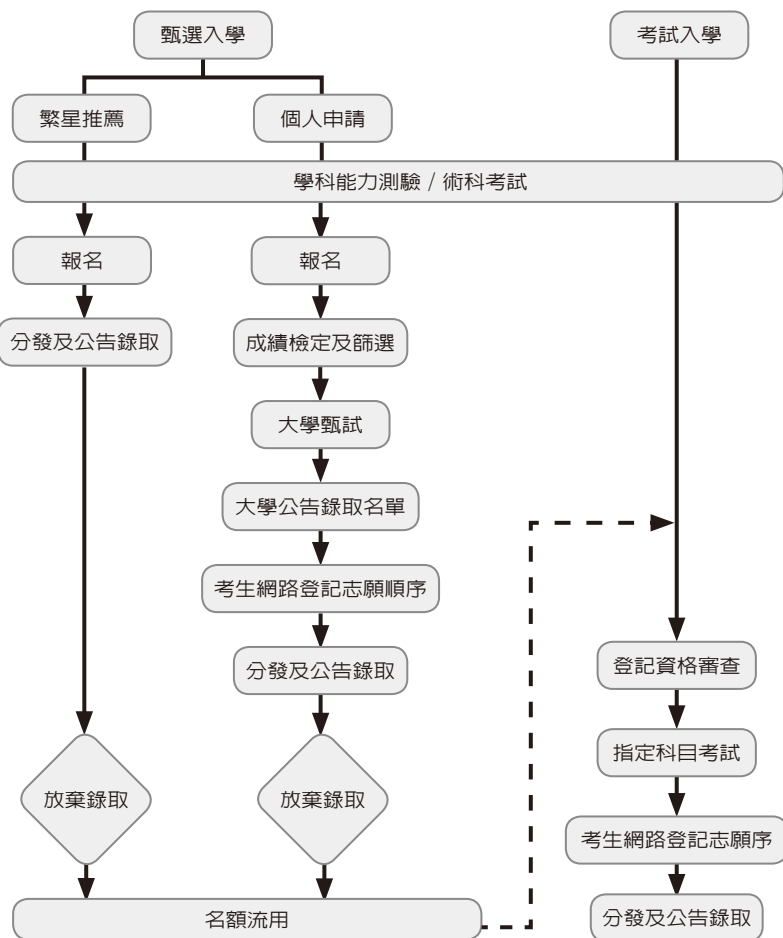 甄選入學
考試入學
繁星推薦
個人申請
學科能力測驗 / 術科考試
報名
報名
分發及公告錄取
成績檢定及篩選
大學甄試
大學公告錄取名單
考生網路登記志願順序
分發及公告錄取
登記資格審查
指定科目考試
放棄錄取
放棄錄取
考生網路登記志願序
名額流用
分發及公告錄取